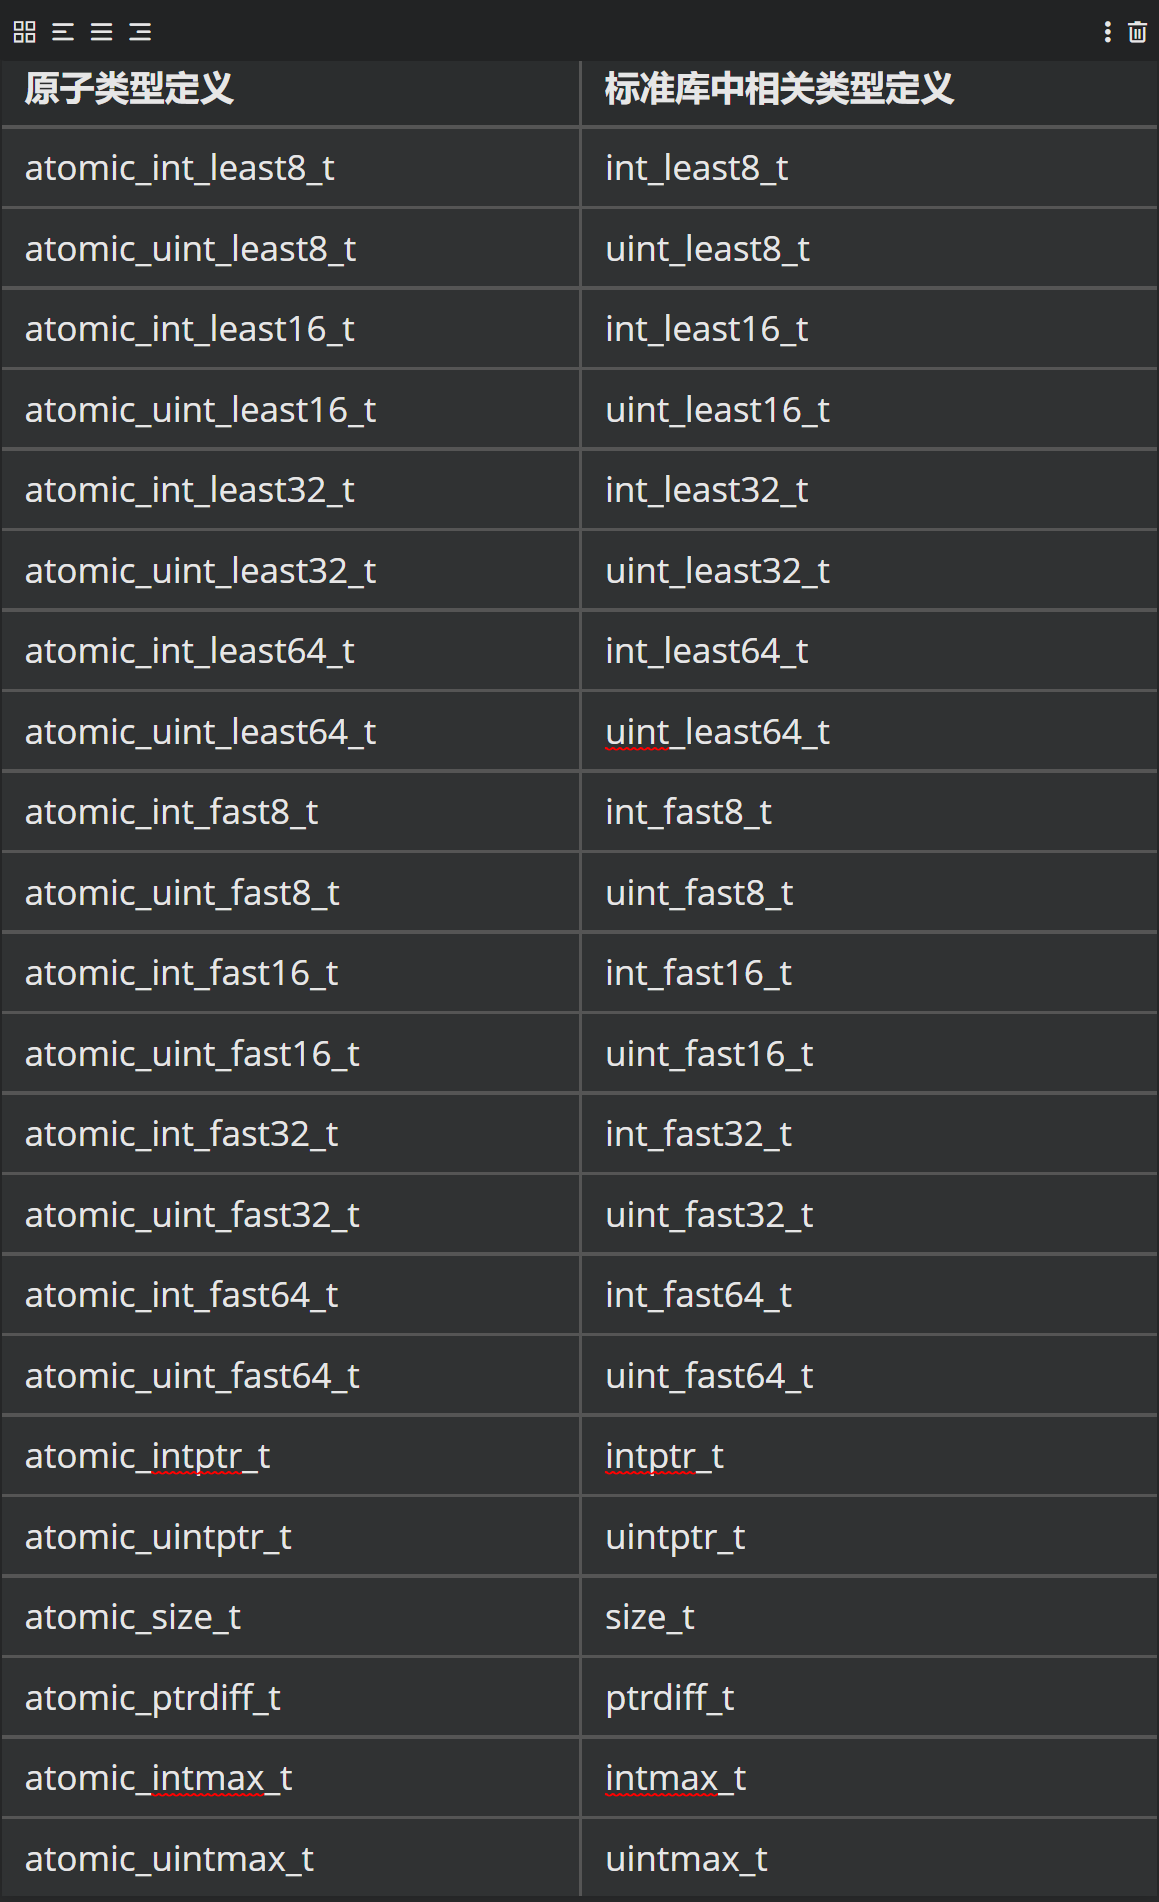 原子类型定义 标准库中相关类型定义
atomic_int_least8_t int_least8_t
atomic_uint_least8_t uint_least8_t
atomic_int_least16_t int_least16_t
atomic_uint_least16_t uint_least16_t
atomic_int_least32_t int_least32_t
atomic_uint_least32_t uint_least32_t
atomic_int_least64_t int_least64_t
atomic_uint_least64_t uint_least64_t
atomic_int_fast8_t int_fast8_t
atomic_uint_fast8_t uint_fast8_t
atomic_int_fast16_t int_fast16_t
atomic_uint_fast16_t uint_fast16_t
atomic_int_fast32_t int_fast32_t
atomic_uint_fast32_t uint_fast32_t
atomic_int_fast64_t int_fast64_t
atomic_uint_fast64_t uint_fast64_t
atomic_intptr_t intptr_t
atomic_uintptr_t uintptr_t
atomic_size_t size_t
atomic_ptrdiff_t ptrdiff_t
atomic_intmax_t intmax_t
atomic_uintmax_t uintmax_t